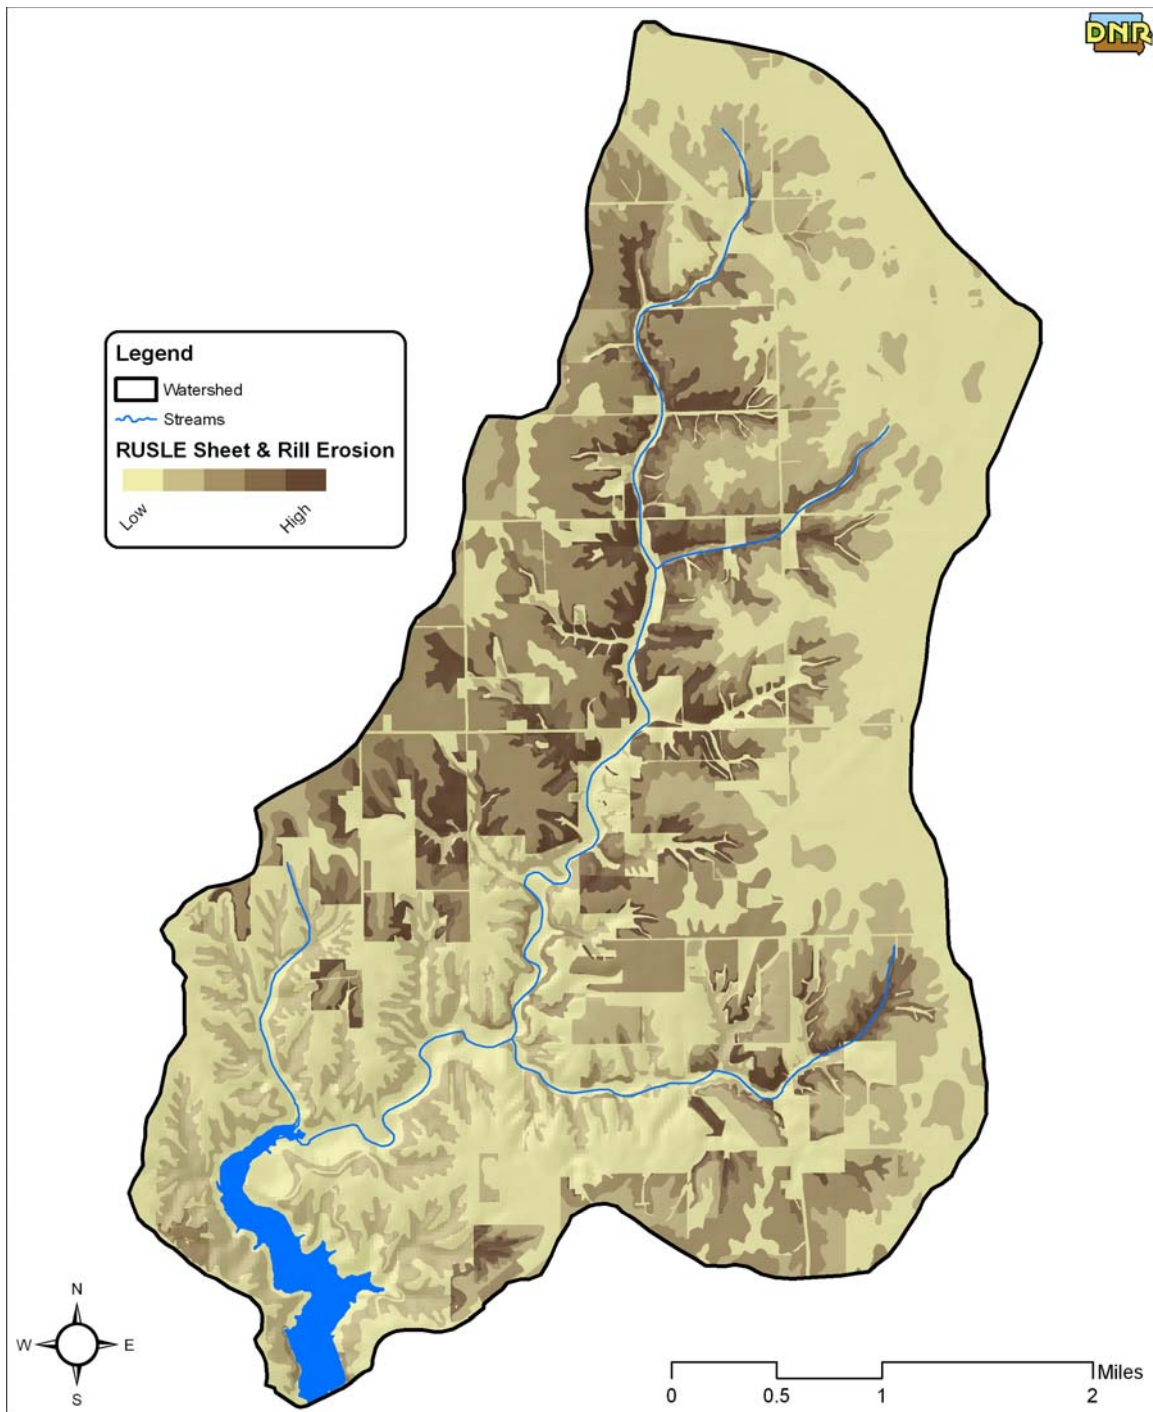 DNR
Legend
Watershed
Streams
RUSLE Sheet & Rill Erosion
Low High
N
W E
S
Miles
0 0.5 1 2